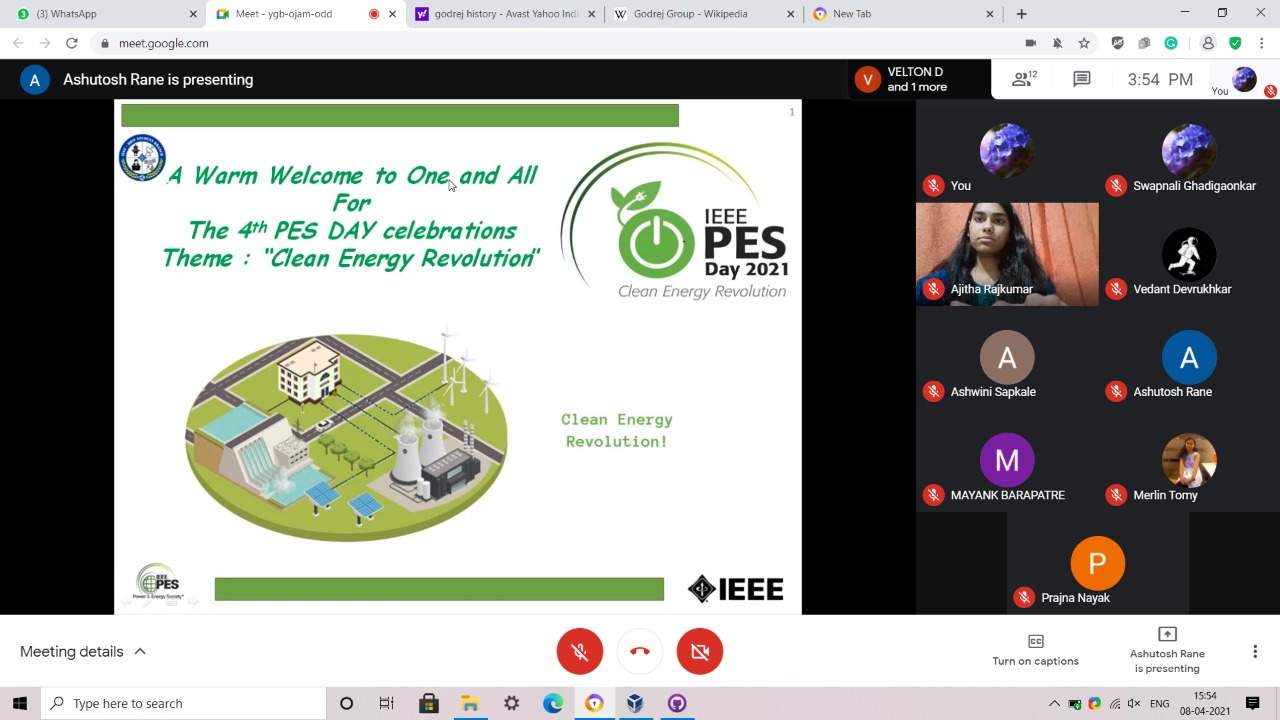 (3) WhatsApp
Meet - ygb-ojam-odd
godrej history - Avast Yahoo Indi
Godrej Group - Wikipedia
New Tab
meet.google.com
A
Ashutosh Rane is presenting
V
VELTON D
and 1 more
12
3:54 PM
You
1
A Warm Welcome to One and All
For
The 4th PES DAY celebrations
Theme : "Clean Energy Revolution"
IEEE
PES
Day 2021
Clean Energy Revolution
Clean Energy
Revolution!
IEEE
PES
Power & Energy Society
IEEE
You
Swapnali Ghadigaonkar
Ajitha Rajkumar
Vedant Devrukhkar
A
Ashwini Sapkale
A
Ashutosh Rane
M
MAYANK BARAPATRE
Merlin Tomy
P
Prajna Nayak
Meeting details
Turn on captions
Ashutosh Rane
is presenting
Type here to search
ENG
15:54
08-04-2021